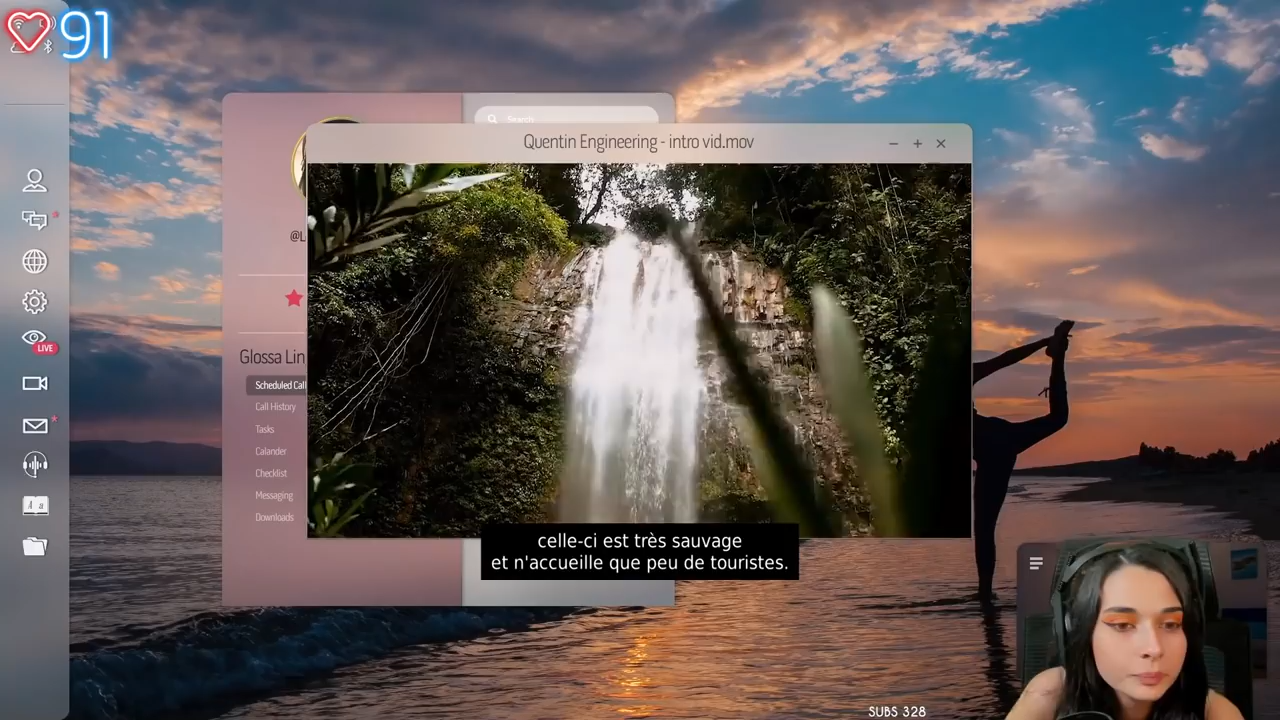 91
Search
Quentin Engineering - intro vid.mov
@L
LIVE
Glossa Lin
Scheduled Call
Call History
Tasks
Calander
Checklist
Messaging
Downloads
celle-ci est très sauvage
et n'accueille que peu de touristes.
SUBS 328